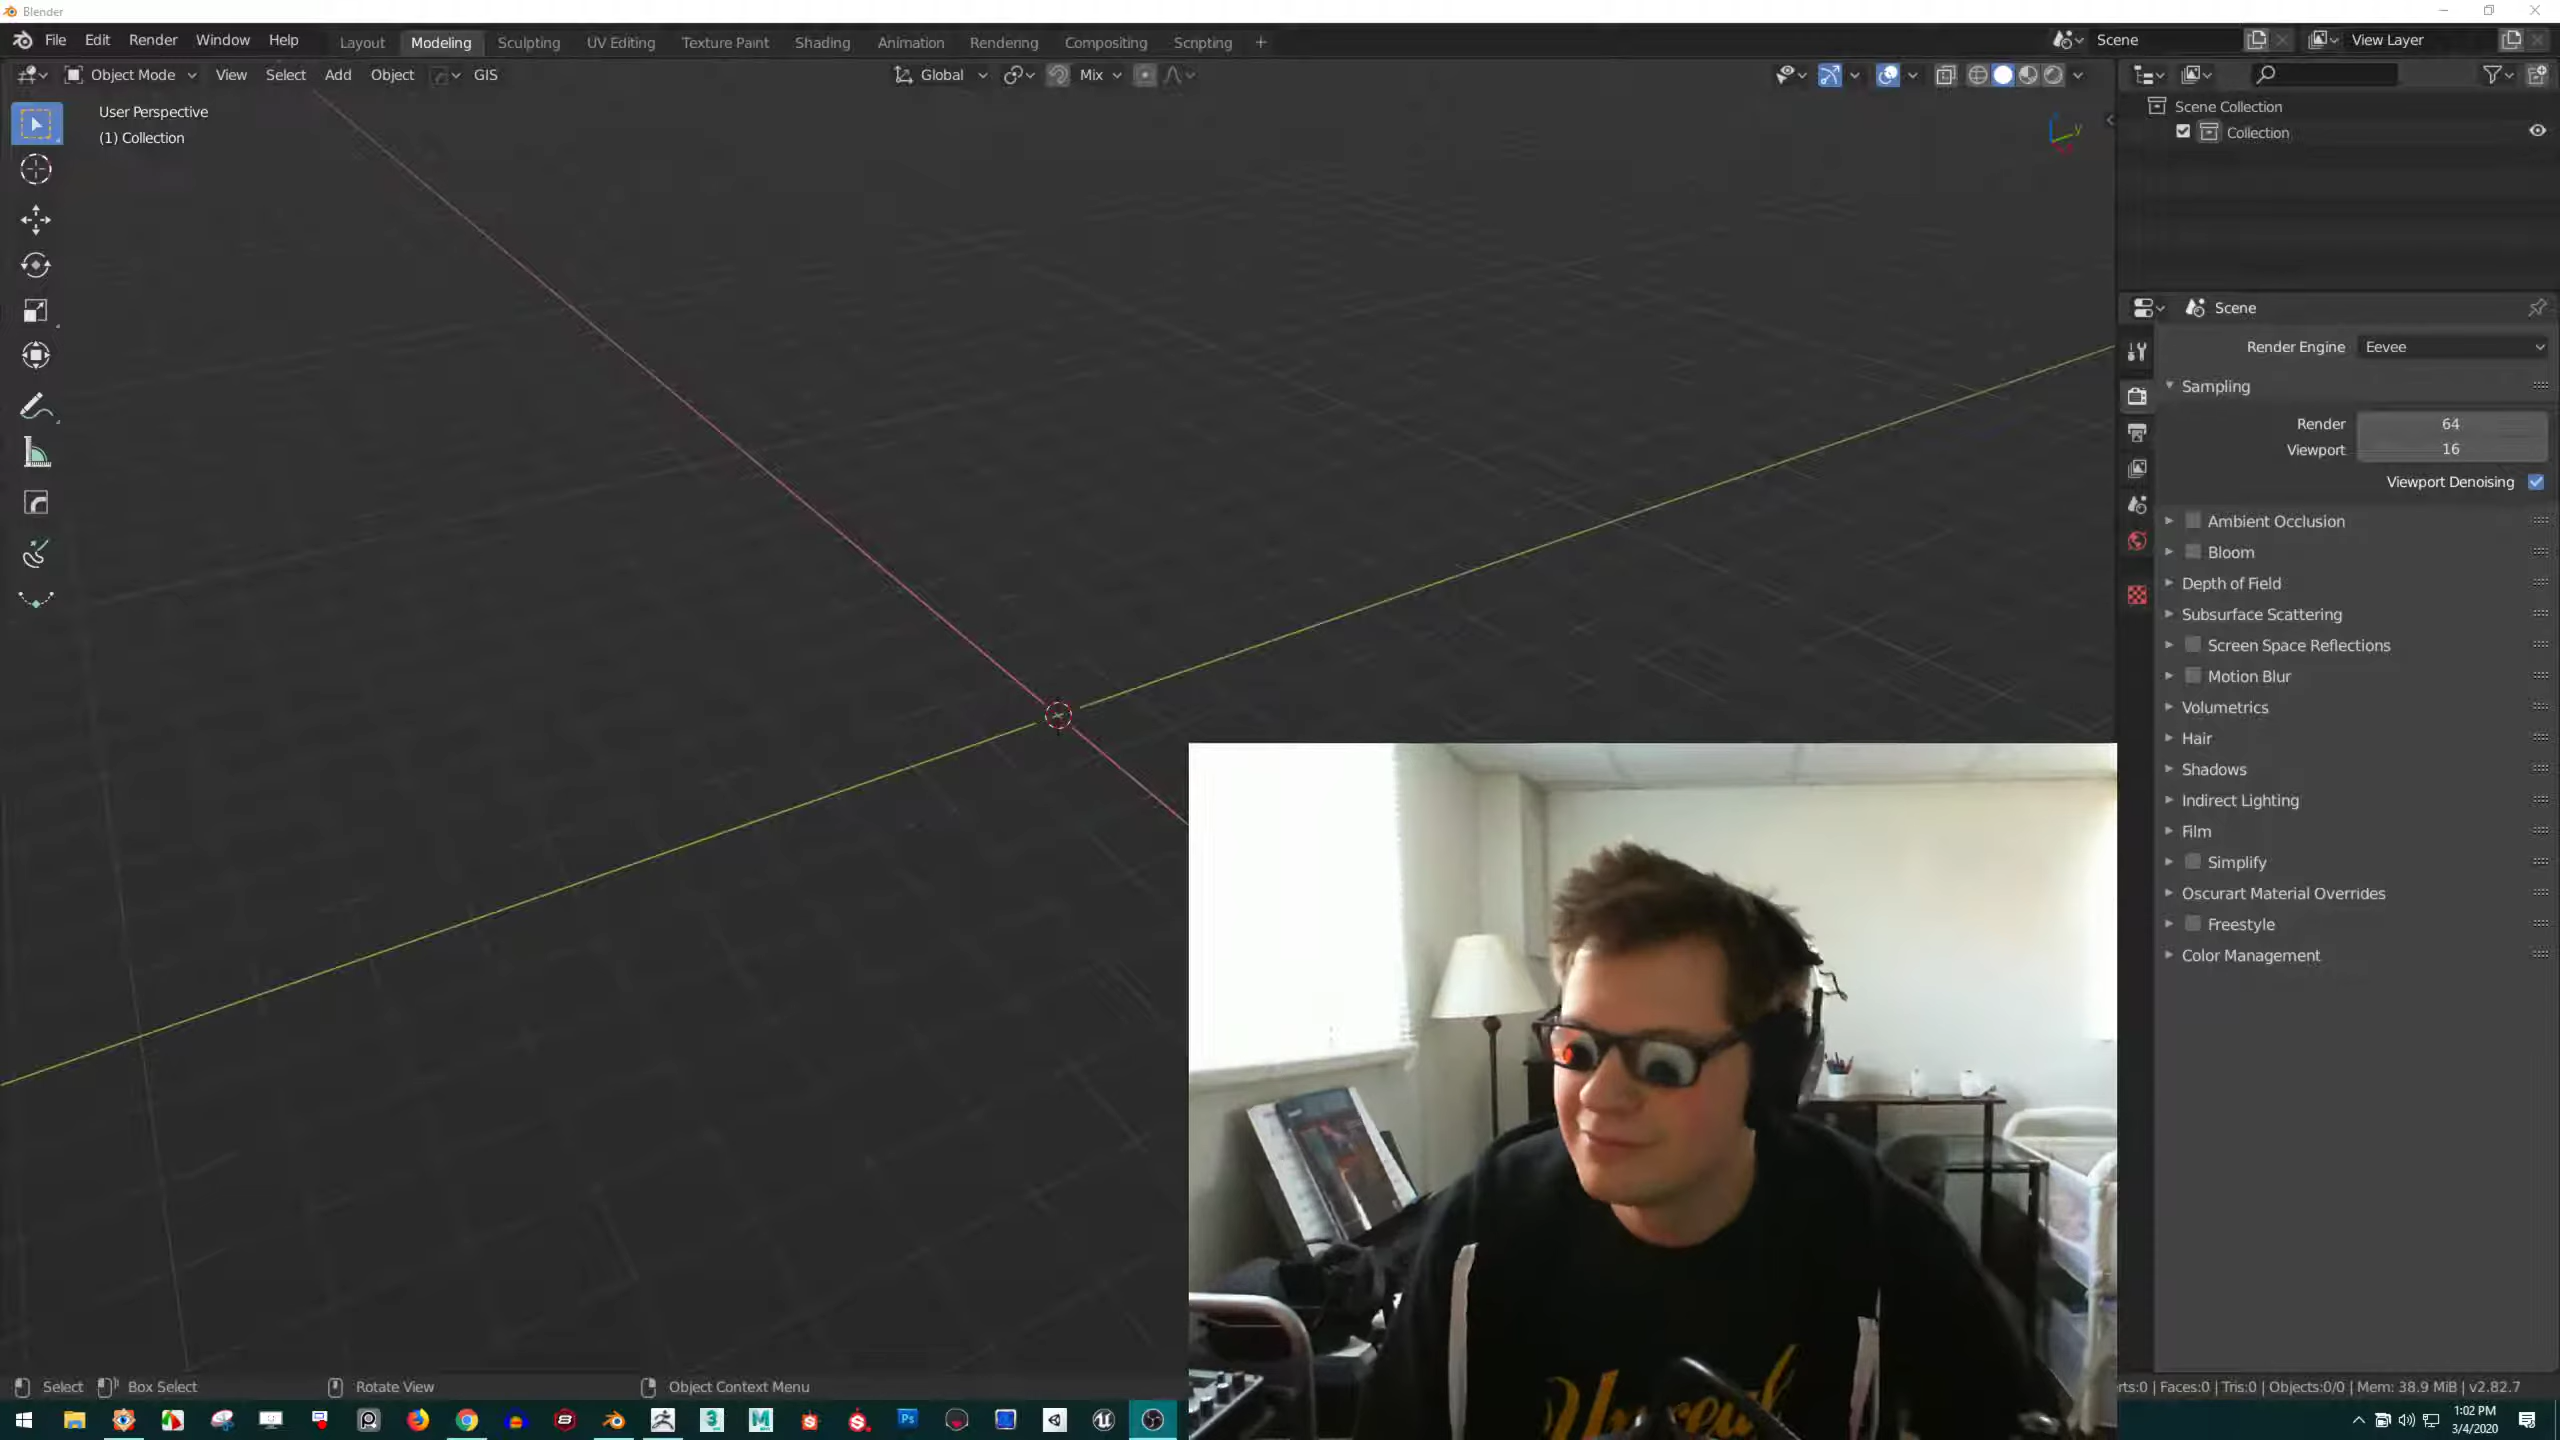 Blender
File Edit Render Window Help Layout Modeling Sculpting UV Editing Texture Paint Shading Animation Rendering Compositing Scripting + Scene View Layer
Object Mode View Select Add Object GIS Global Mix
User Perspective
(1) Collection
y
Scene Collection
Collection
Scene
Render Engine Eevee
Sampling
Render 64
Viewport 16
Viewport Denoising
Ambient Occlusion
Bloom
Depth of Field
Subsurface Scattering
Screen Space Reflections
Motion Blur
Volumetrics
Hair
Shadows
Indirect Lighting
Film
Simplify
Oscurart Material Overrides
Freestyle
Color Management
Unreal
Select Box Select Rotate View Object Context Menu
rts:0 | Faces:0 | Tris:0 | Objects:0/0 | Mem: 38.9 MiB | v2.82.7
Ps
1:02 PM
3/4/2020